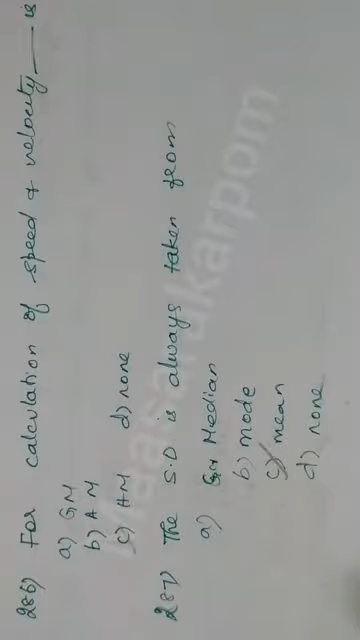 286) For calculation of speed & velocity, — is
a) GM
b) AM
c) HM d) none
287) The S.D is always taken from
a) Median
b) mode
c) mean
d) none
Maasarukarpom